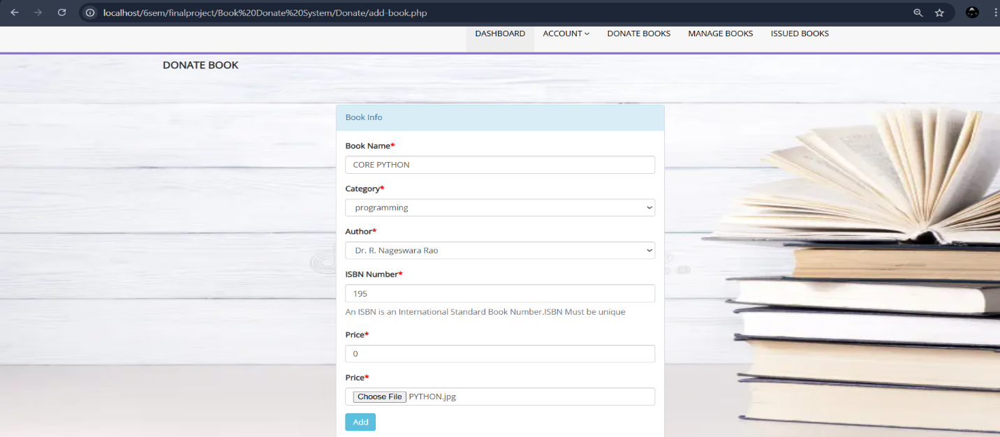 localhost/6sem/finalproject/Book%20Donate%20System/Donate/add-book.php
DASHBOARD ACCOUNT DONATE BOOKS MANAGE BOOKS ISSUED BOOKS
DONATE BOOK
Book Info
Book Name*
CORE PYTHON
Category*
programming
Author*
Dr. R. Nageswara Rao
ISBN Number*
195
An ISBN is an International Standard Book Number.ISBN Must be unique
Price*
0
Price*
Choose File PYTHON.jpg
Add